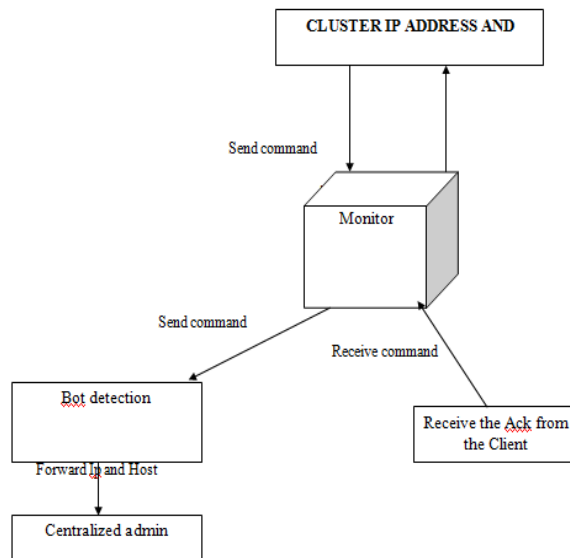 CLUSTER IP ADDRESS AND
Send command
Monitor
Send command
Receive command
Bot detection
Receive the Ack from
the Client
Forward Ip and Host
Centralized admin